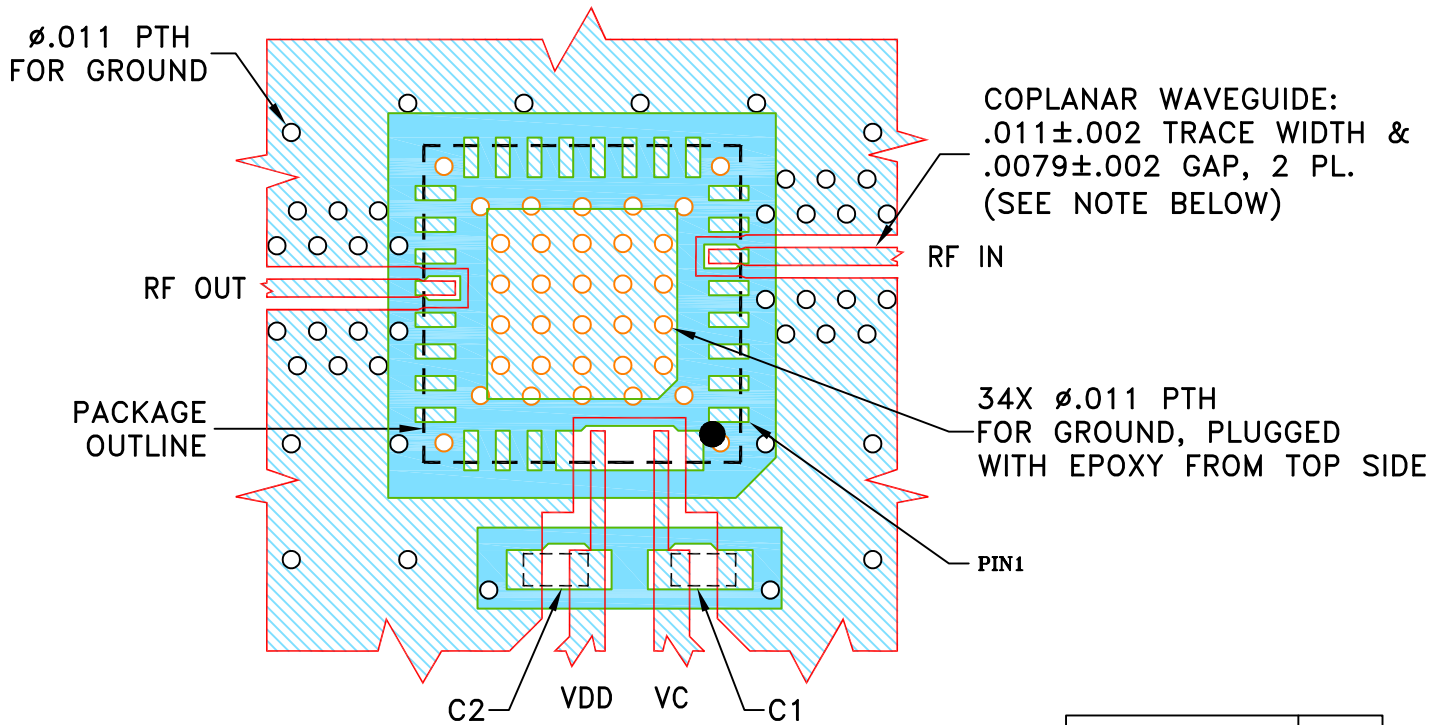 ø.011 PTH
FOR GROUND
COPLANAR WAVEGUIDE:
.011±.002 TRACE WIDTH &
.0079±.002 GAP, 2 PL.
(SEE NOTE BELOW)
RF IN
RF OUT
PACKAGE
OUTLINE
34X ø.011 PTH
FOR GROUND, PLUGGED
WITH EPOXY FROM TOP SIDE
PIN1
C2
VDD
VC
C1